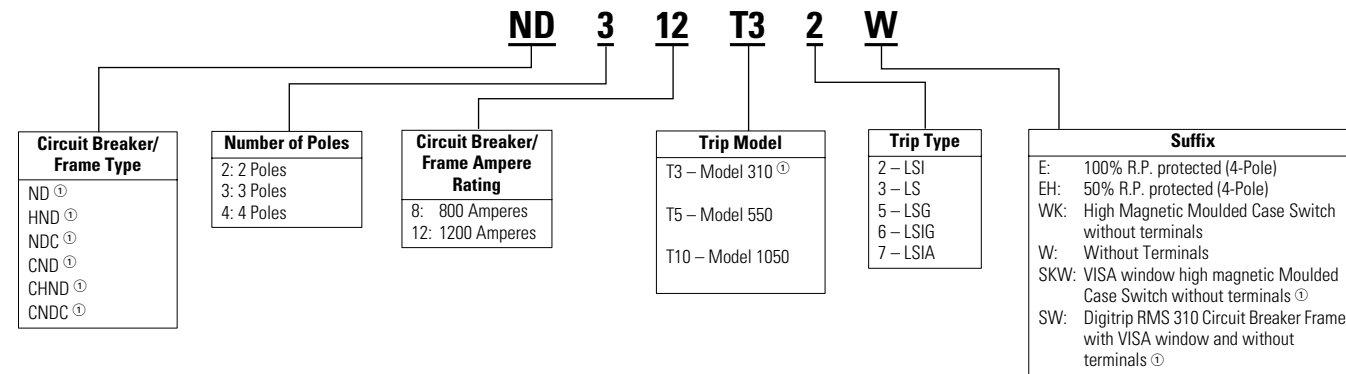 ND 3 12 T3 2 W
Circuit Breaker/
Frame Type
ND ①
HND ①
NDC ①
CND ①
CHND ①
CNDC ①
Number of Poles
2: 2 Poles
3: 3 Poles
4: 4 Poles
Circuit Breaker/
Frame Ampere
Rating
8: 800 Amperes
12: 1200 Amperes
Trip Model
T3 – Model 310 ①
T5 – Model 550
T10 – Model 1050
Trip Type
2 – LSI
3 – LS
5 – LSG
6 – LSIG
7 – LSIA
Suffix
E: 100% R.P. protected (4-Pole)
EH: 50% R.P. protected (4-Pole)
WK: High Magnetic Moulded Case Switch
without terminals
W: Without Terminals
SKW: VISA window high magnetic Moulded
Case Switch without terminals ①
SW: Digitrip RMS 310 Circuit Breaker Frame
with VISA window and without
terminals ①